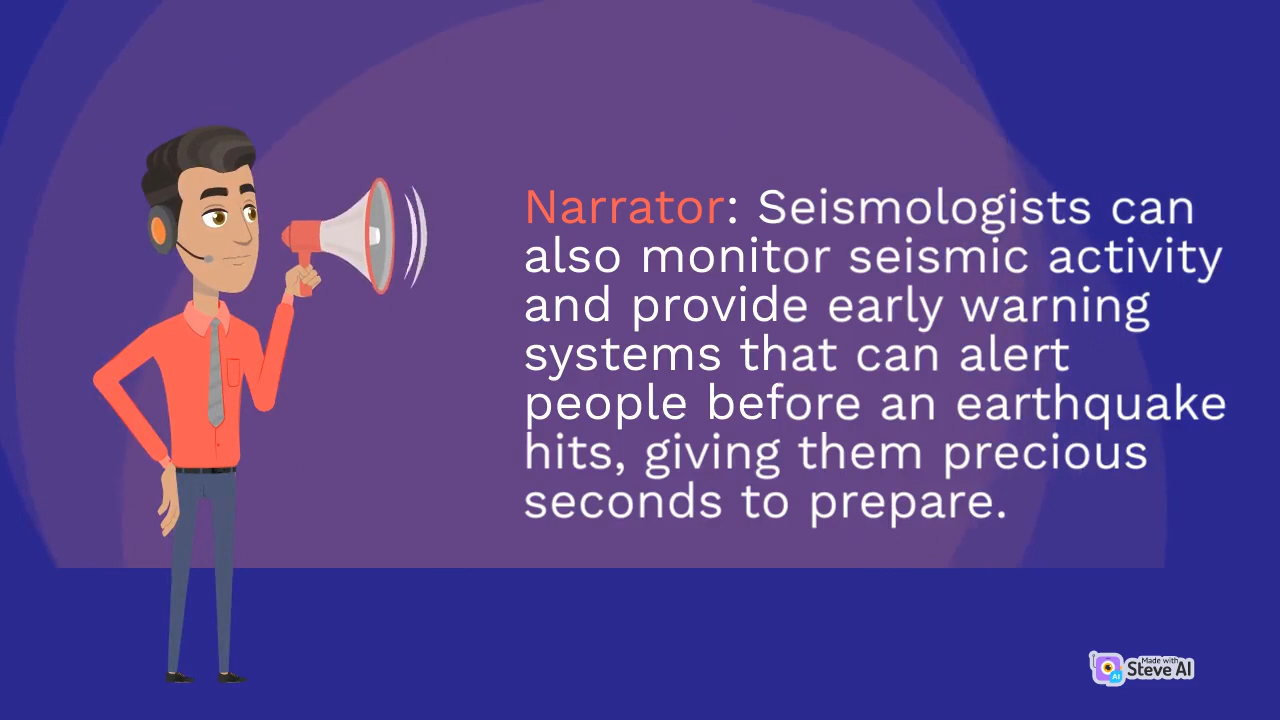 Narrator: Seismologists can
also monitor seismic activity
and provide early warning
systems that can alert
people before an earthquake
hits, giving them precious
seconds to prepare.
Made with
Steve AI
AI